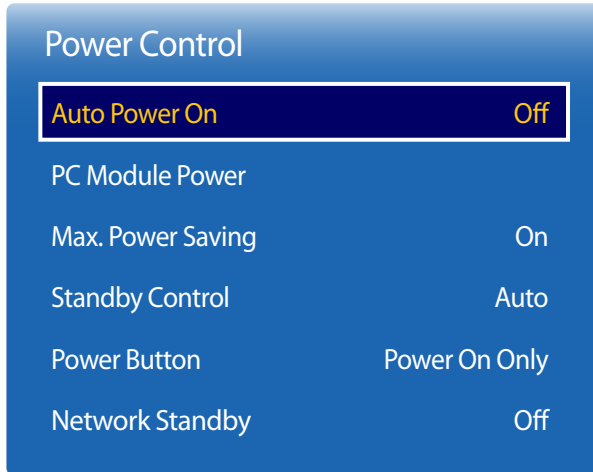 Power Control
Auto Power On Off
PC Module Power
Max. Power Saving On
Standby Control Auto
Power Button Power On Only
Network Standby Off